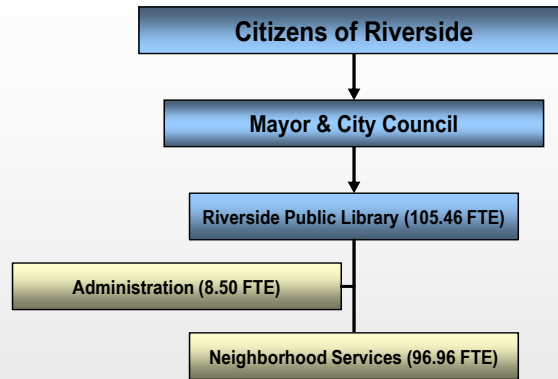 Citizens of Riverside
Mayor & City Council
Riverside Public Library (105.46 FTE)
Administration (8.50 FTE)
Neighborhood Services (96.96 FTE)